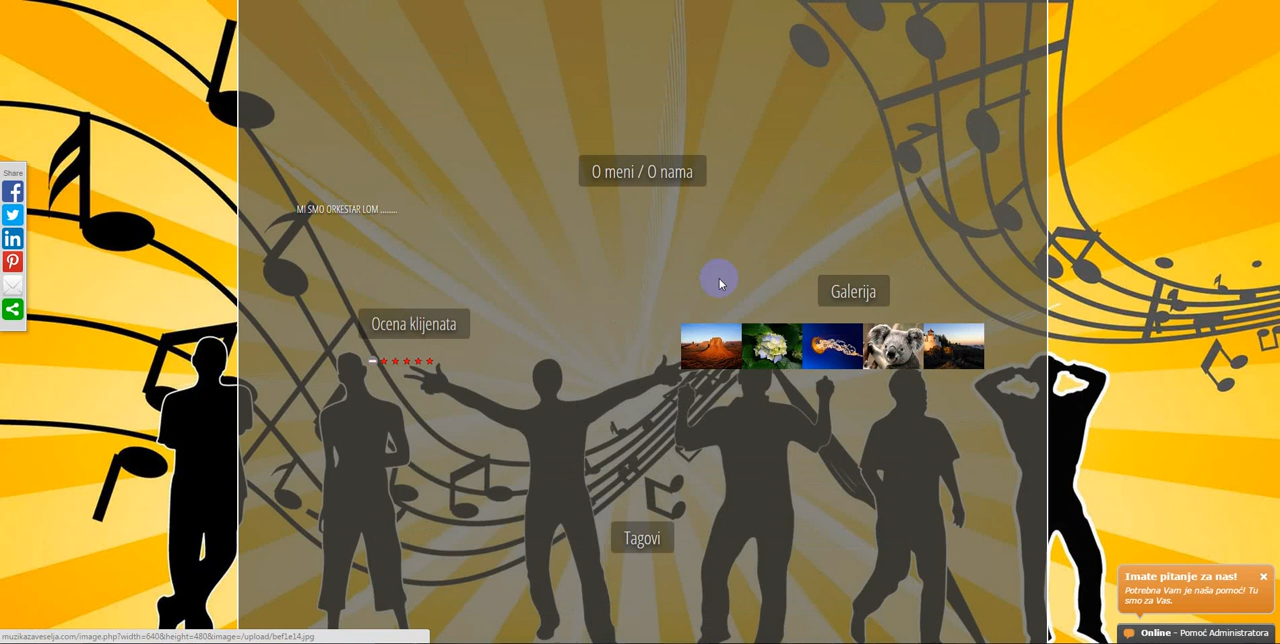 O meni / O nama
Share
MI SMO ORKESTAR LOM .........
Galerija
Ocena klijenata
Tagovi
Imate pitanje za nas!
Potrebna Vam je naša pomoć! Tu
smo za Vas.
Online - Pomoć Administratora
muzikazaveselja.com/image.php?width=640&height=480&image=/upload/bef1e14.jpg